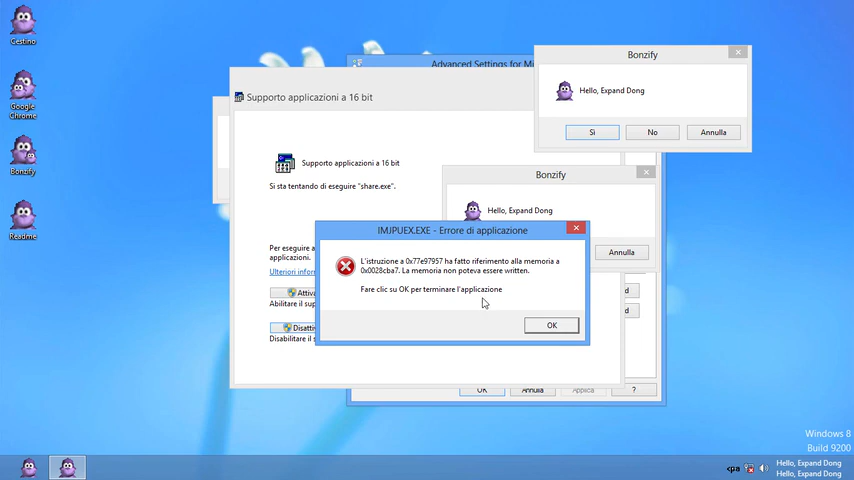 Cestino
Google
Chrome
Bonzify
Readme
Advanced Settings for Mi
Bonzify
Hello, Expand Dong
Sì
No
Annulla
Supporto applicazioni a 16 bit
Supporto applicazioni a 16 bit
Si sta tentando di eseguire "share.exe".
Per eseguire a
applicazioni.
Ulteriori inform
Attiva
Abilitare il sup
Disattiv
Disabilitare il s
Bonzify
Hello, Expand Dong
Annulla
IMJPUEX.EXE - Errore di applicazione
L'istruzione a 0x77e97957 ha fatto riferimento alla memoria a
0x0028cba7. La memoria non poteva essere written.
Fare clic su OK per terminare l'applicazione
OK
d
d
OK
Annulla
Applica
?
Windows 8
Build 9200
Hello, Expand Dong
Hello, Expand Dong